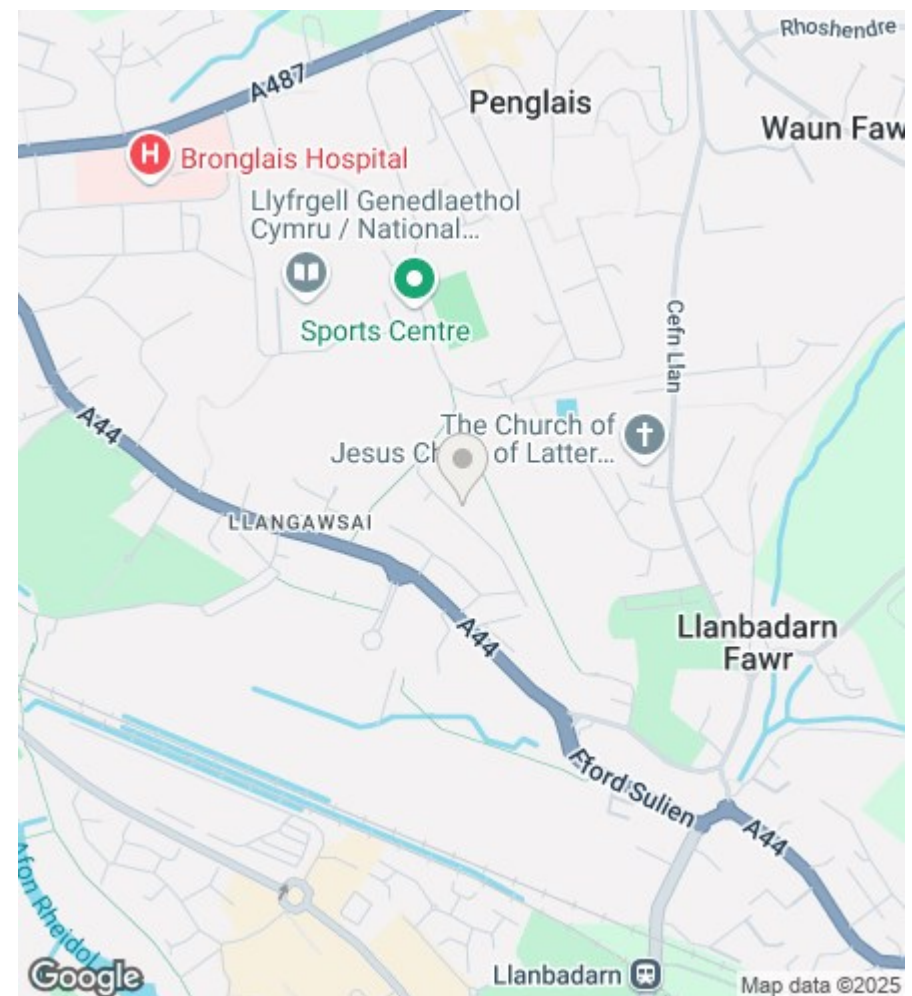 Rhoshendre
A487
Penglais
Waun Faw
H
Bronglais Hospital
Llyfrgell Genedlaethol
Cymru / National...
Sports Centre
Cefn Llan
A44
The Church of
Jesus Ch of Latter...
LLANGAWSAI
Llanbadarn
Fawr
A44
Fford Sulien
A44
Afon Rheidol
Llanbadarn
Google
Map data ©2025